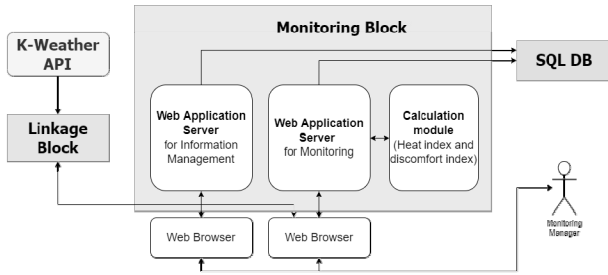 Monitoring Block
K-Weather
API
SQL DB
Linkage
Block
Web Application
Server
for Information
Management
Web Application
Server
for Monitoring
Calculation
module
(Heat index and
discomfort index)
Web Browser
Web Browser
Monitoring
Manager